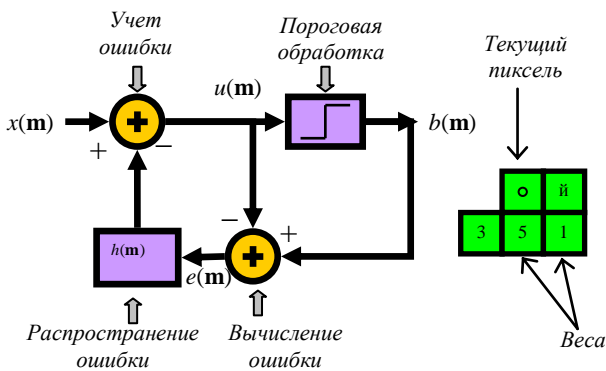 Учет
ошибки
Пороговая
обработка
Текущий
пиксель
x(m)
+
−
u(m)
b(m)
й
3 5 1
h(m)
−
+
e(m)
Распространение
ошибки
Вычисление
ошибки
Веса